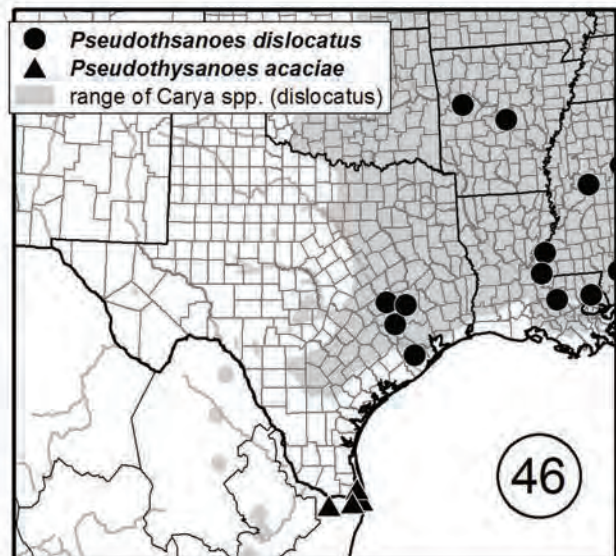 Pseudothsanoes dislocatus
Pseudothysanoes acaciae
range of Carya spp. (dislocatus)
46